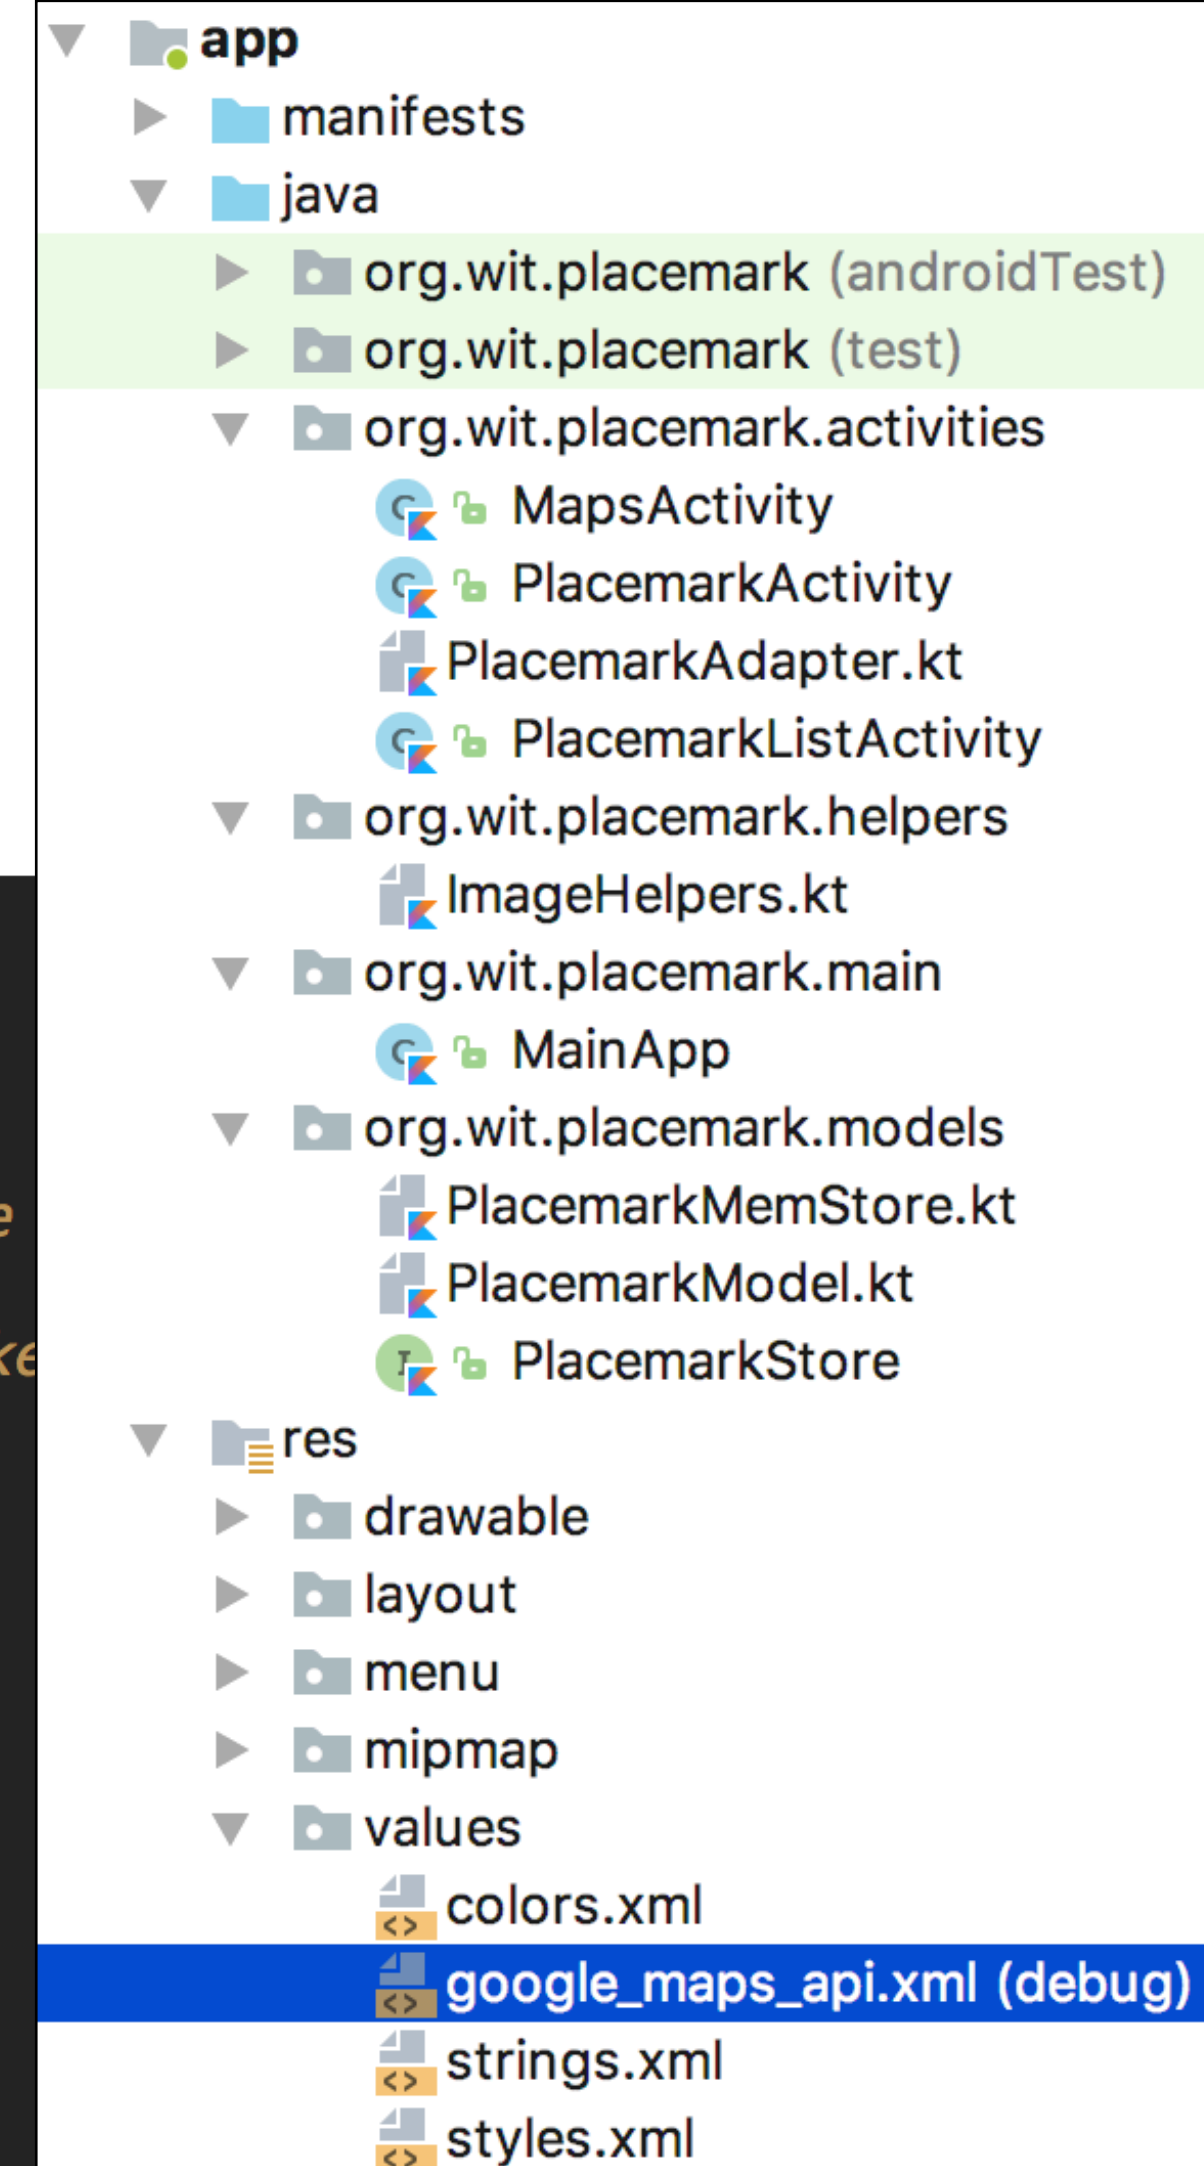 app
manifests
java
org.wit.placemark (androidTest)
org.wit.placemark (test)
org.wit.placemark.activities
MapsActivity
PlacemarkActivity
PlacemarkAdapter.kt
PlacemarkListActivity
org.wit.placemark.helpers
ImageHelpers.kt
org.wit.placemark.main
MainApp
org.wit.placemark.models
PlacemarkMemStore.kt
PlacemarkModel.kt
PlacemarkStore
res
drawable
layout
menu
mipmap
values
colors.xml
google_maps_api.xml (debug)
strings.xml
styles.xml